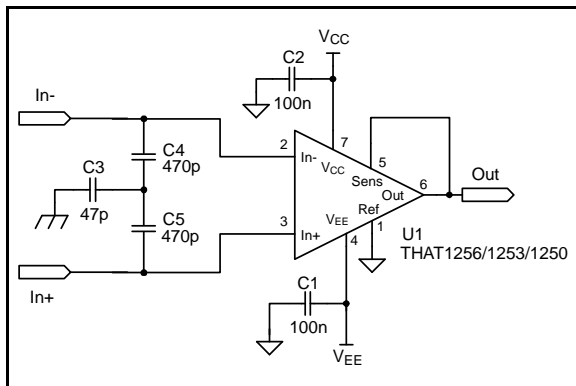 VCC
C2
100n
In-
7
5
2
In-
VCC
Sens
C4
470p
C3
47p
6
Out
Out
C5
470p
3
In+
VEE
Ref
4
1
U1
THAT1256/1253/1250
In+
C1
100n
VEE